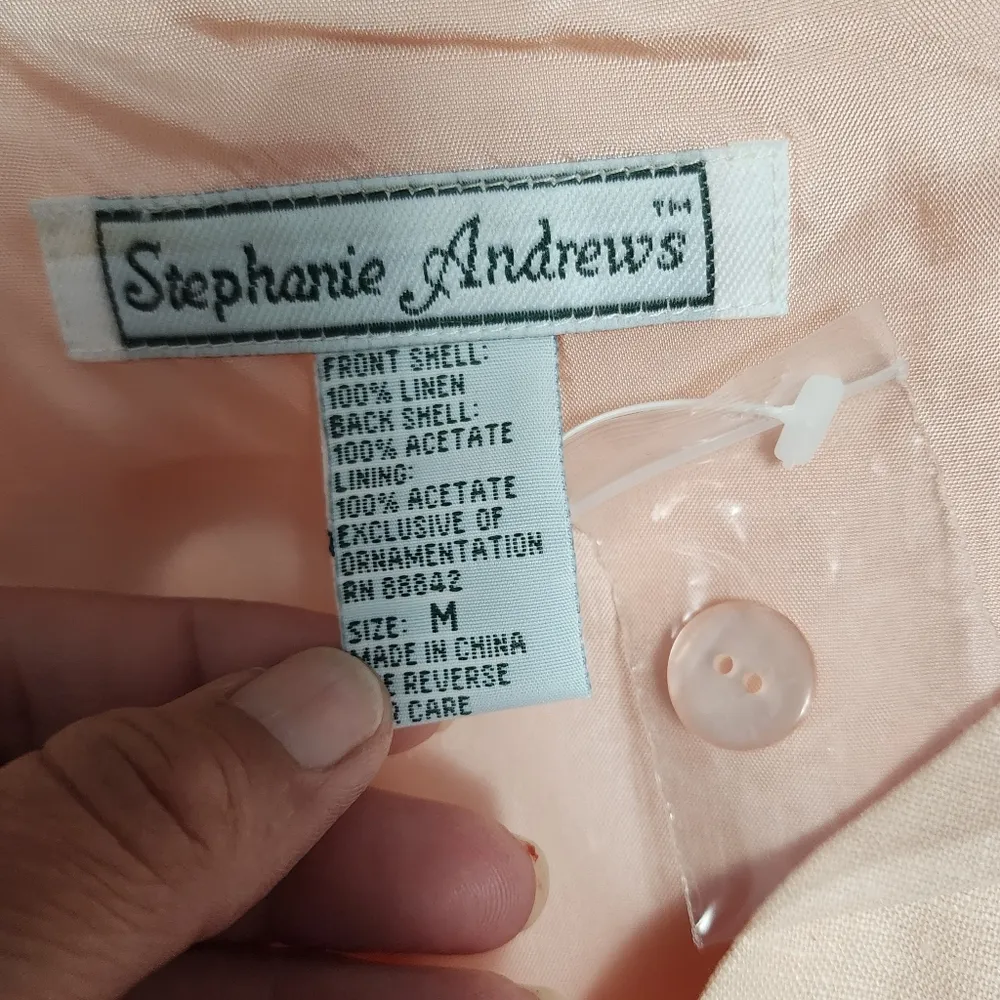 Stephanie Andrews™
FRONT SHELL:
100% LINEN
BACK SHELL:
100% ACETATE
LINING:
100% ACETATE
EXCLUSIVE OF
ORNAMENTATION
RN 88842
SIZE: M
MADE IN CHINA
REVERSE
CARE